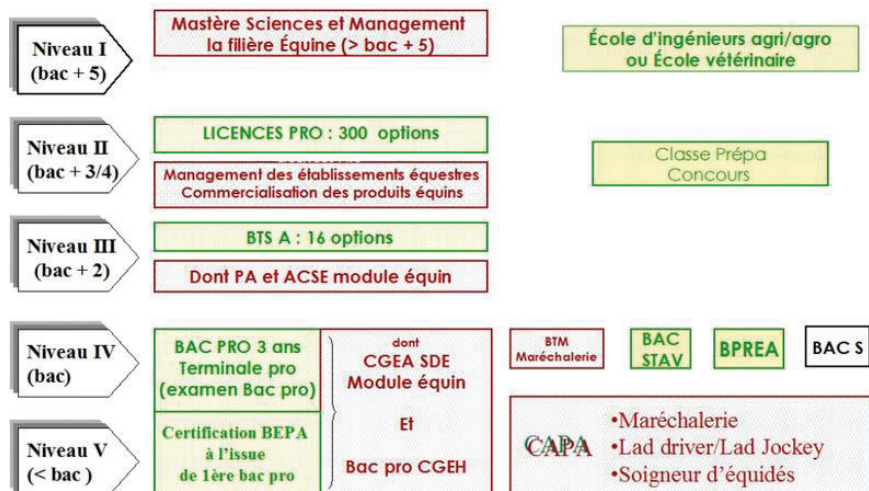 Niveau I
(bac + 5)
Mastère Sciences et Management
la filière Équine (> bac + 5)
École d'ingénieurs agri/agro
ou École vétérinaire
Niveau II
(bac + 3/4)
LICENCES PRO : 300 options
Management des établissements équestres
Commercialisation des produits équins
Classe Prépa
Concours
Niveau III
(bac + 2)
BTS A : 16 options
Dont PA et ACSE module équin
Niveau IV
(bac)
BAC PRO 3 ans
Terminale pro
(examen Bac pro)
dont
CGEA SDE
Module équin
Et
Bac pro CGEH
BTM
Maréchalerie
BAC
STAV
BPREA
BAC S
Niveau V
(< bac )
Certification BEPA
à l'issue
de 1ère bac pro
CAPA
•Maréchalerie
•Lad driver/Lad Jockey
•Soigneur d'équidés